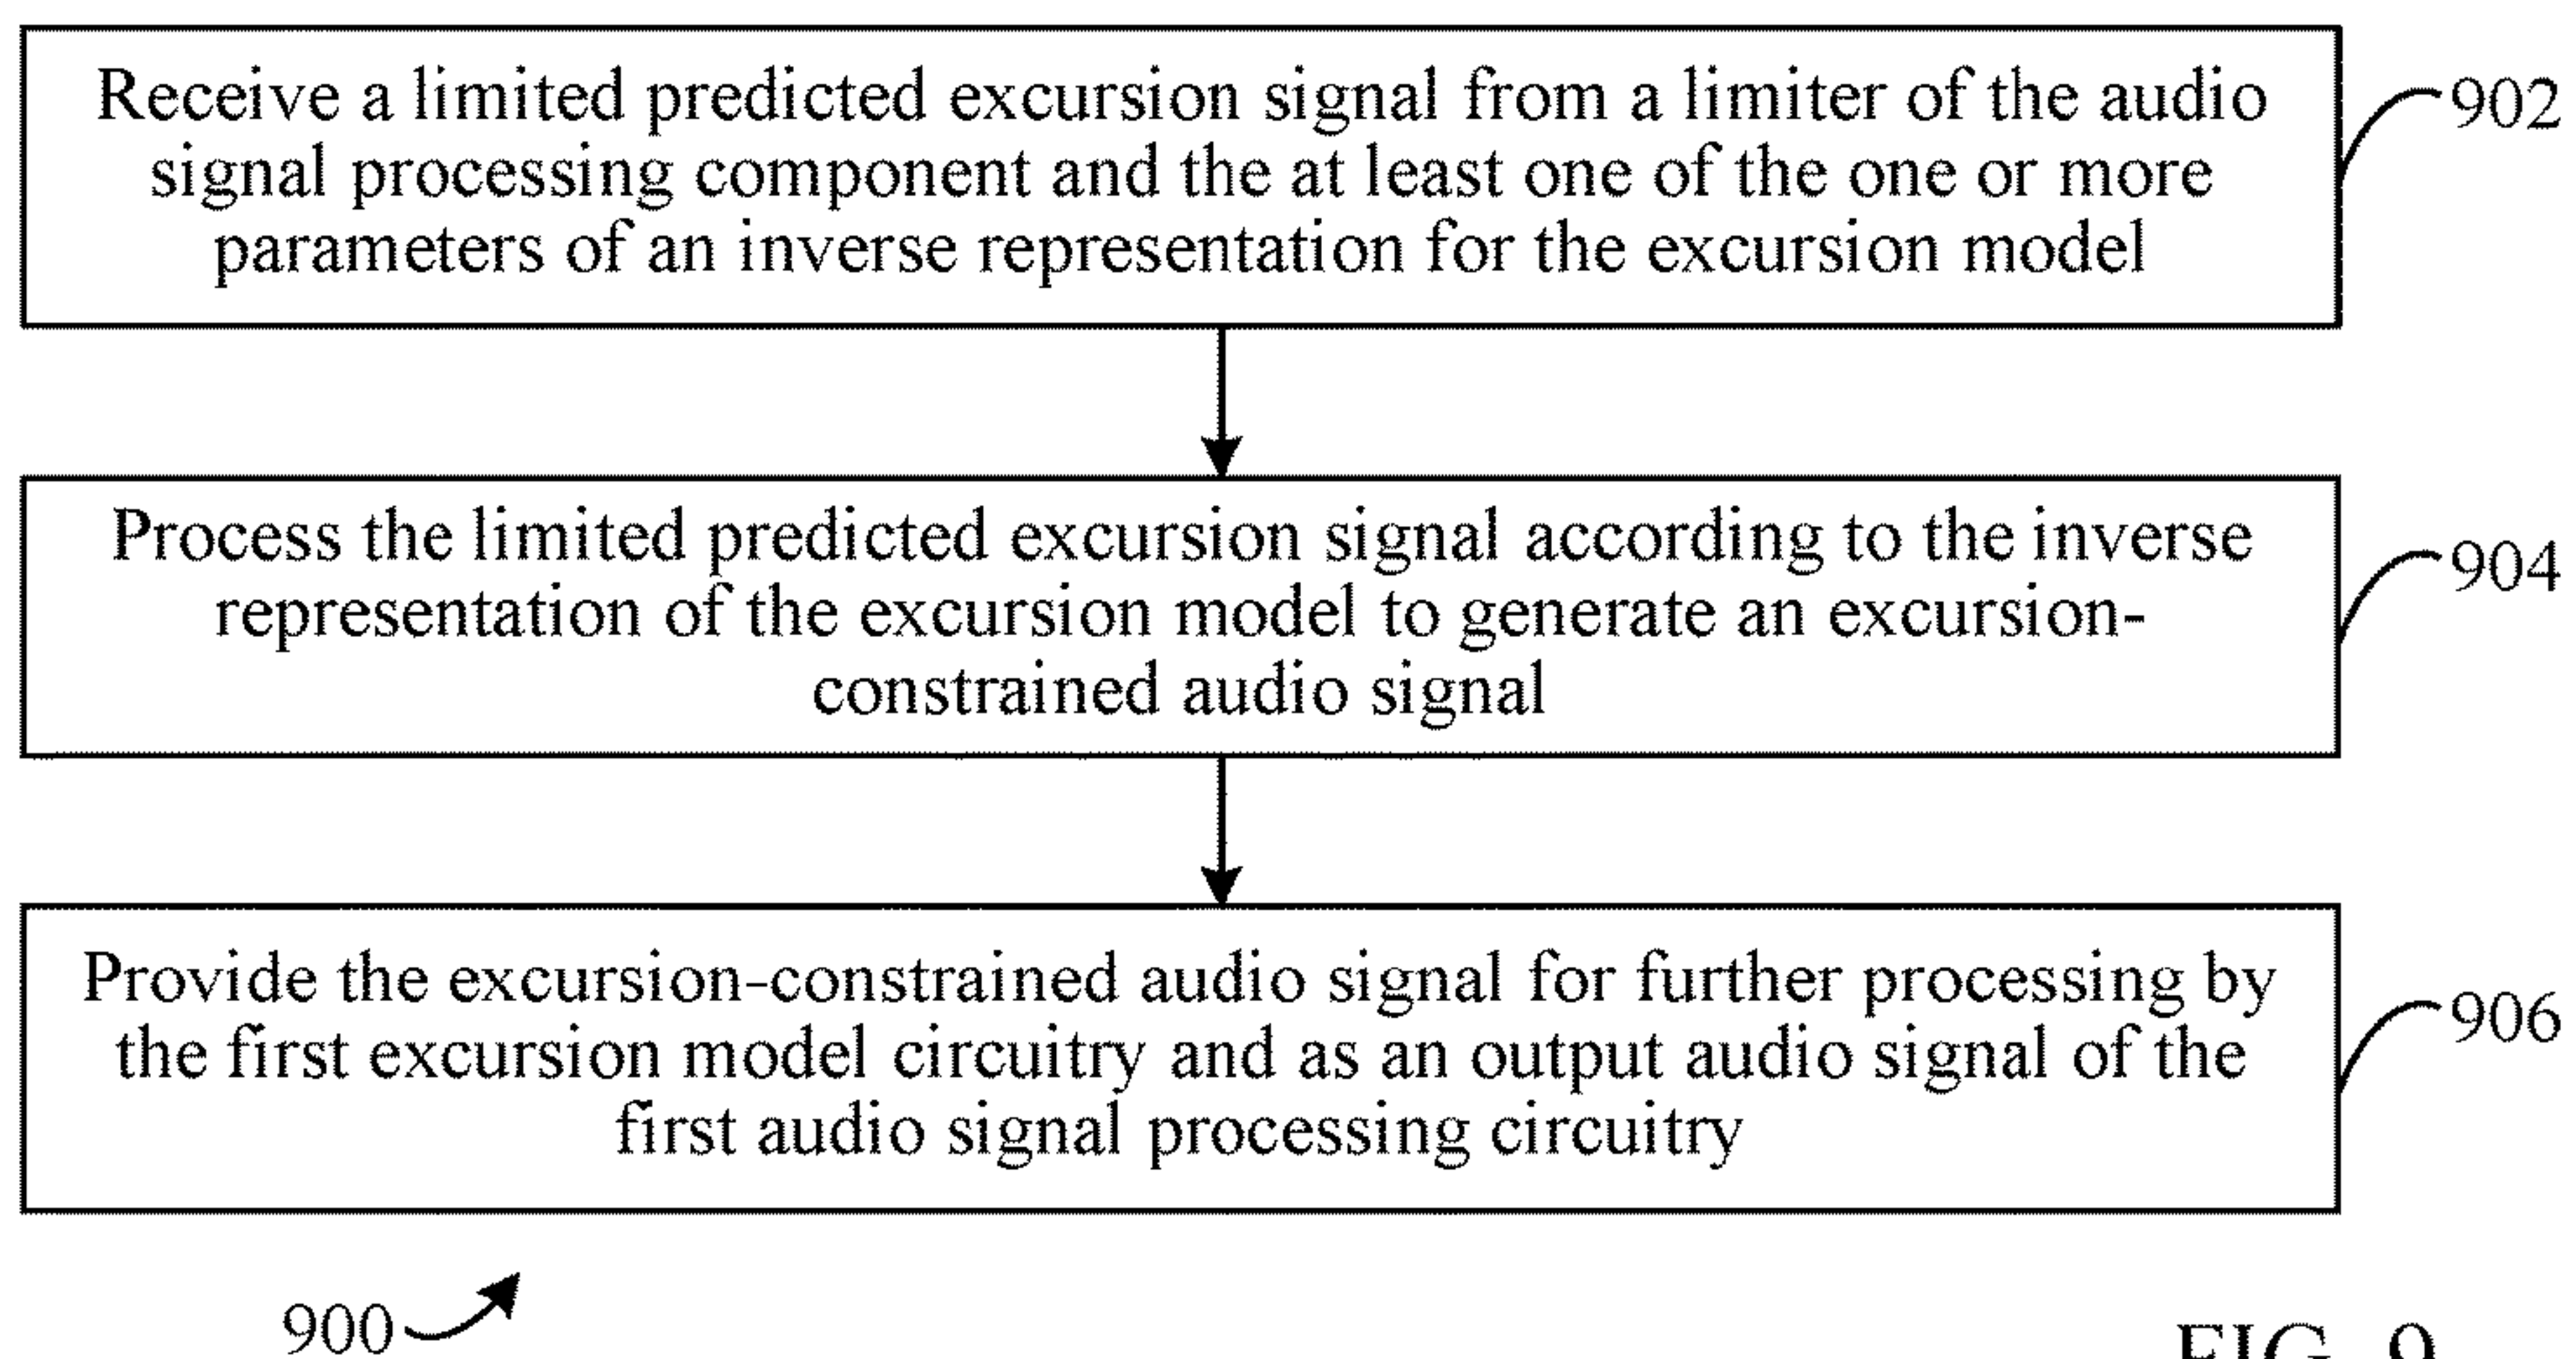 Receive a limited predicted excursion signal from a limiter of the audio
signal processing component and the at least one of the one or more
parameters of an inverse representation for the excursion model
902
Process the limited predicted excursion signal according to the inverse
representation of the excursion model to generate an excursion-
constrained audio signal
904
Provide the excursion-constrained audio signal for further processing by
the first excursion model circuitry and as an output audio signal of the
first audio signal processing circuitry
906
900
FIG. 9